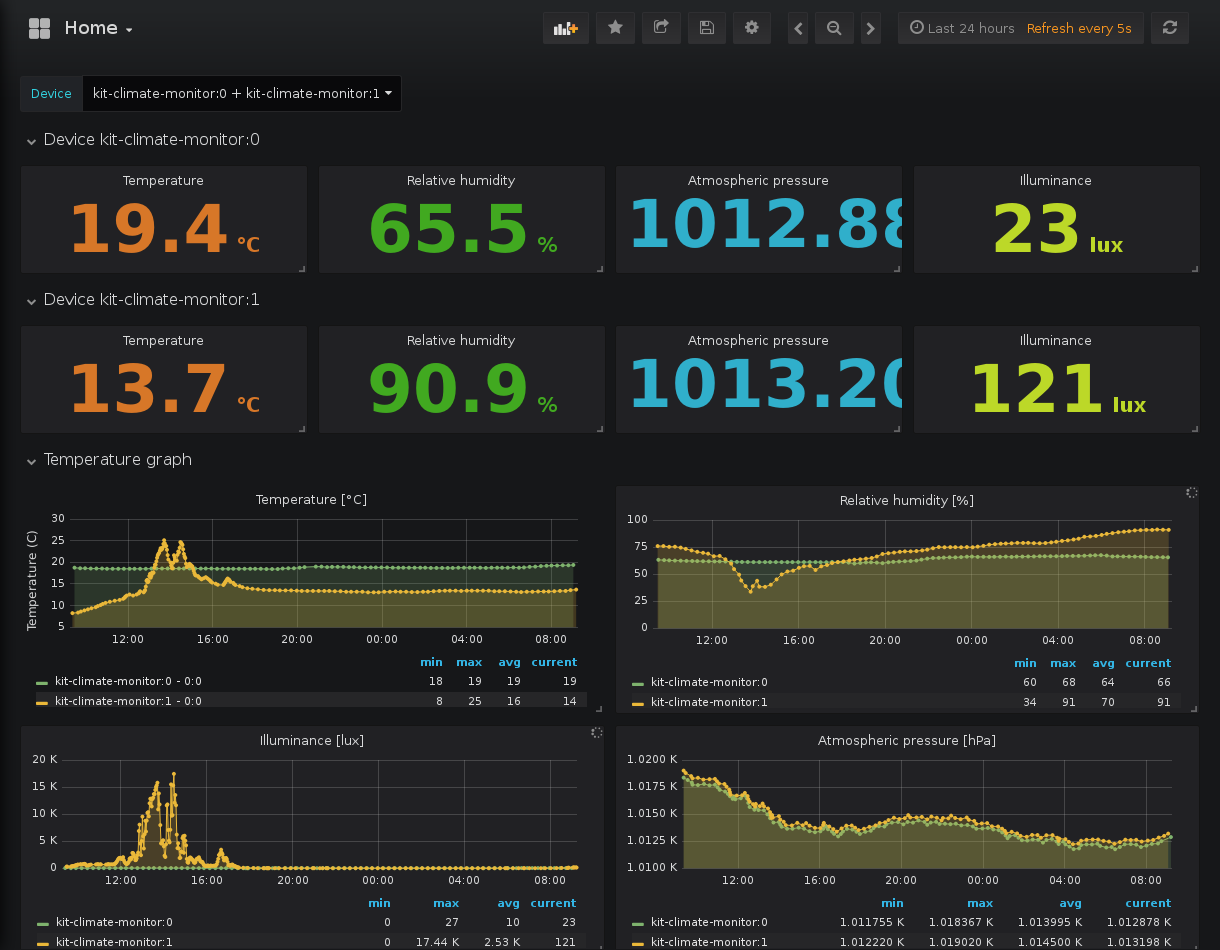 Home
Last 24 hours Refresh every 5s
Device kit-climate-monitor:0 + kit-climate-monitor:1
Device kit-climate-monitor:0
Temperature Relative humidity Atmospheric pressure Illuminance
19.4 °C 65.5 % 1012.88 23 lux
Device kit-climate-monitor:1
Temperature Relative humidity Atmospheric pressure Illuminance
13.7 °C 90.9 % 1013.20 121 lux
Temperature graph
Temperature [°C]
Temperature (C)
30
25
20
15
10
5
12:00 16:00 20:00 00:00 04:00 08:00
min max avg current
kit-climate-monitor:0 - 0:0 18 19 19 19
kit-climate-monitor:1 - 0:0 8 25 16 14
Relative humidity [%]
100
75
50
25
0
12:00 16:00 20:00 00:00 04:00 08:00
min max avg current
kit-climate-monitor:0 60 68 64 66
kit-climate-monitor:1 34 91 70 91
Illuminance [lux]
20 K
15 K
10 K
5 K
0
12:00 16:00 20:00 00:00 04:00 08:00
min max avg current
kit-climate-monitor:0 0 27 10 23
kit-climate-monitor:1 0 17.44 K 2.53 K 121
Atmospheric pressure [hPa]
1.0200 K
1.0175 K
1.0150 K
1.0125 K
1.0100 K
12:00 16:00 20:00 00:00 04:00 08:00
min max avg current
kit-climate-monitor:0 1.011755 K 1.018367 K 1.013995 K 1.012878 K
kit-climate-monitor:1 1.012220 K 1.019020 K 1.014500 K 1.013198 K